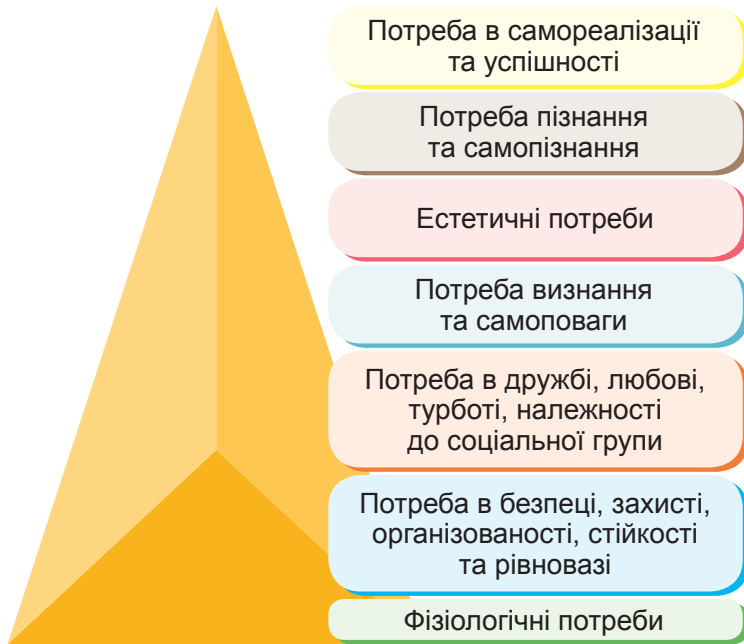 Потреба в самореалізації
та успішності
Потреба пізнання
та самопізнання
Естетичні потреби
Потреба визнання
та самоповаги
Потреба в дружбі, любові,
турботі, належності
до соціальної групи
Потреба в безпеці, захисті,
організованості, стійкості
та рівновазі
Фізіологічні потреби